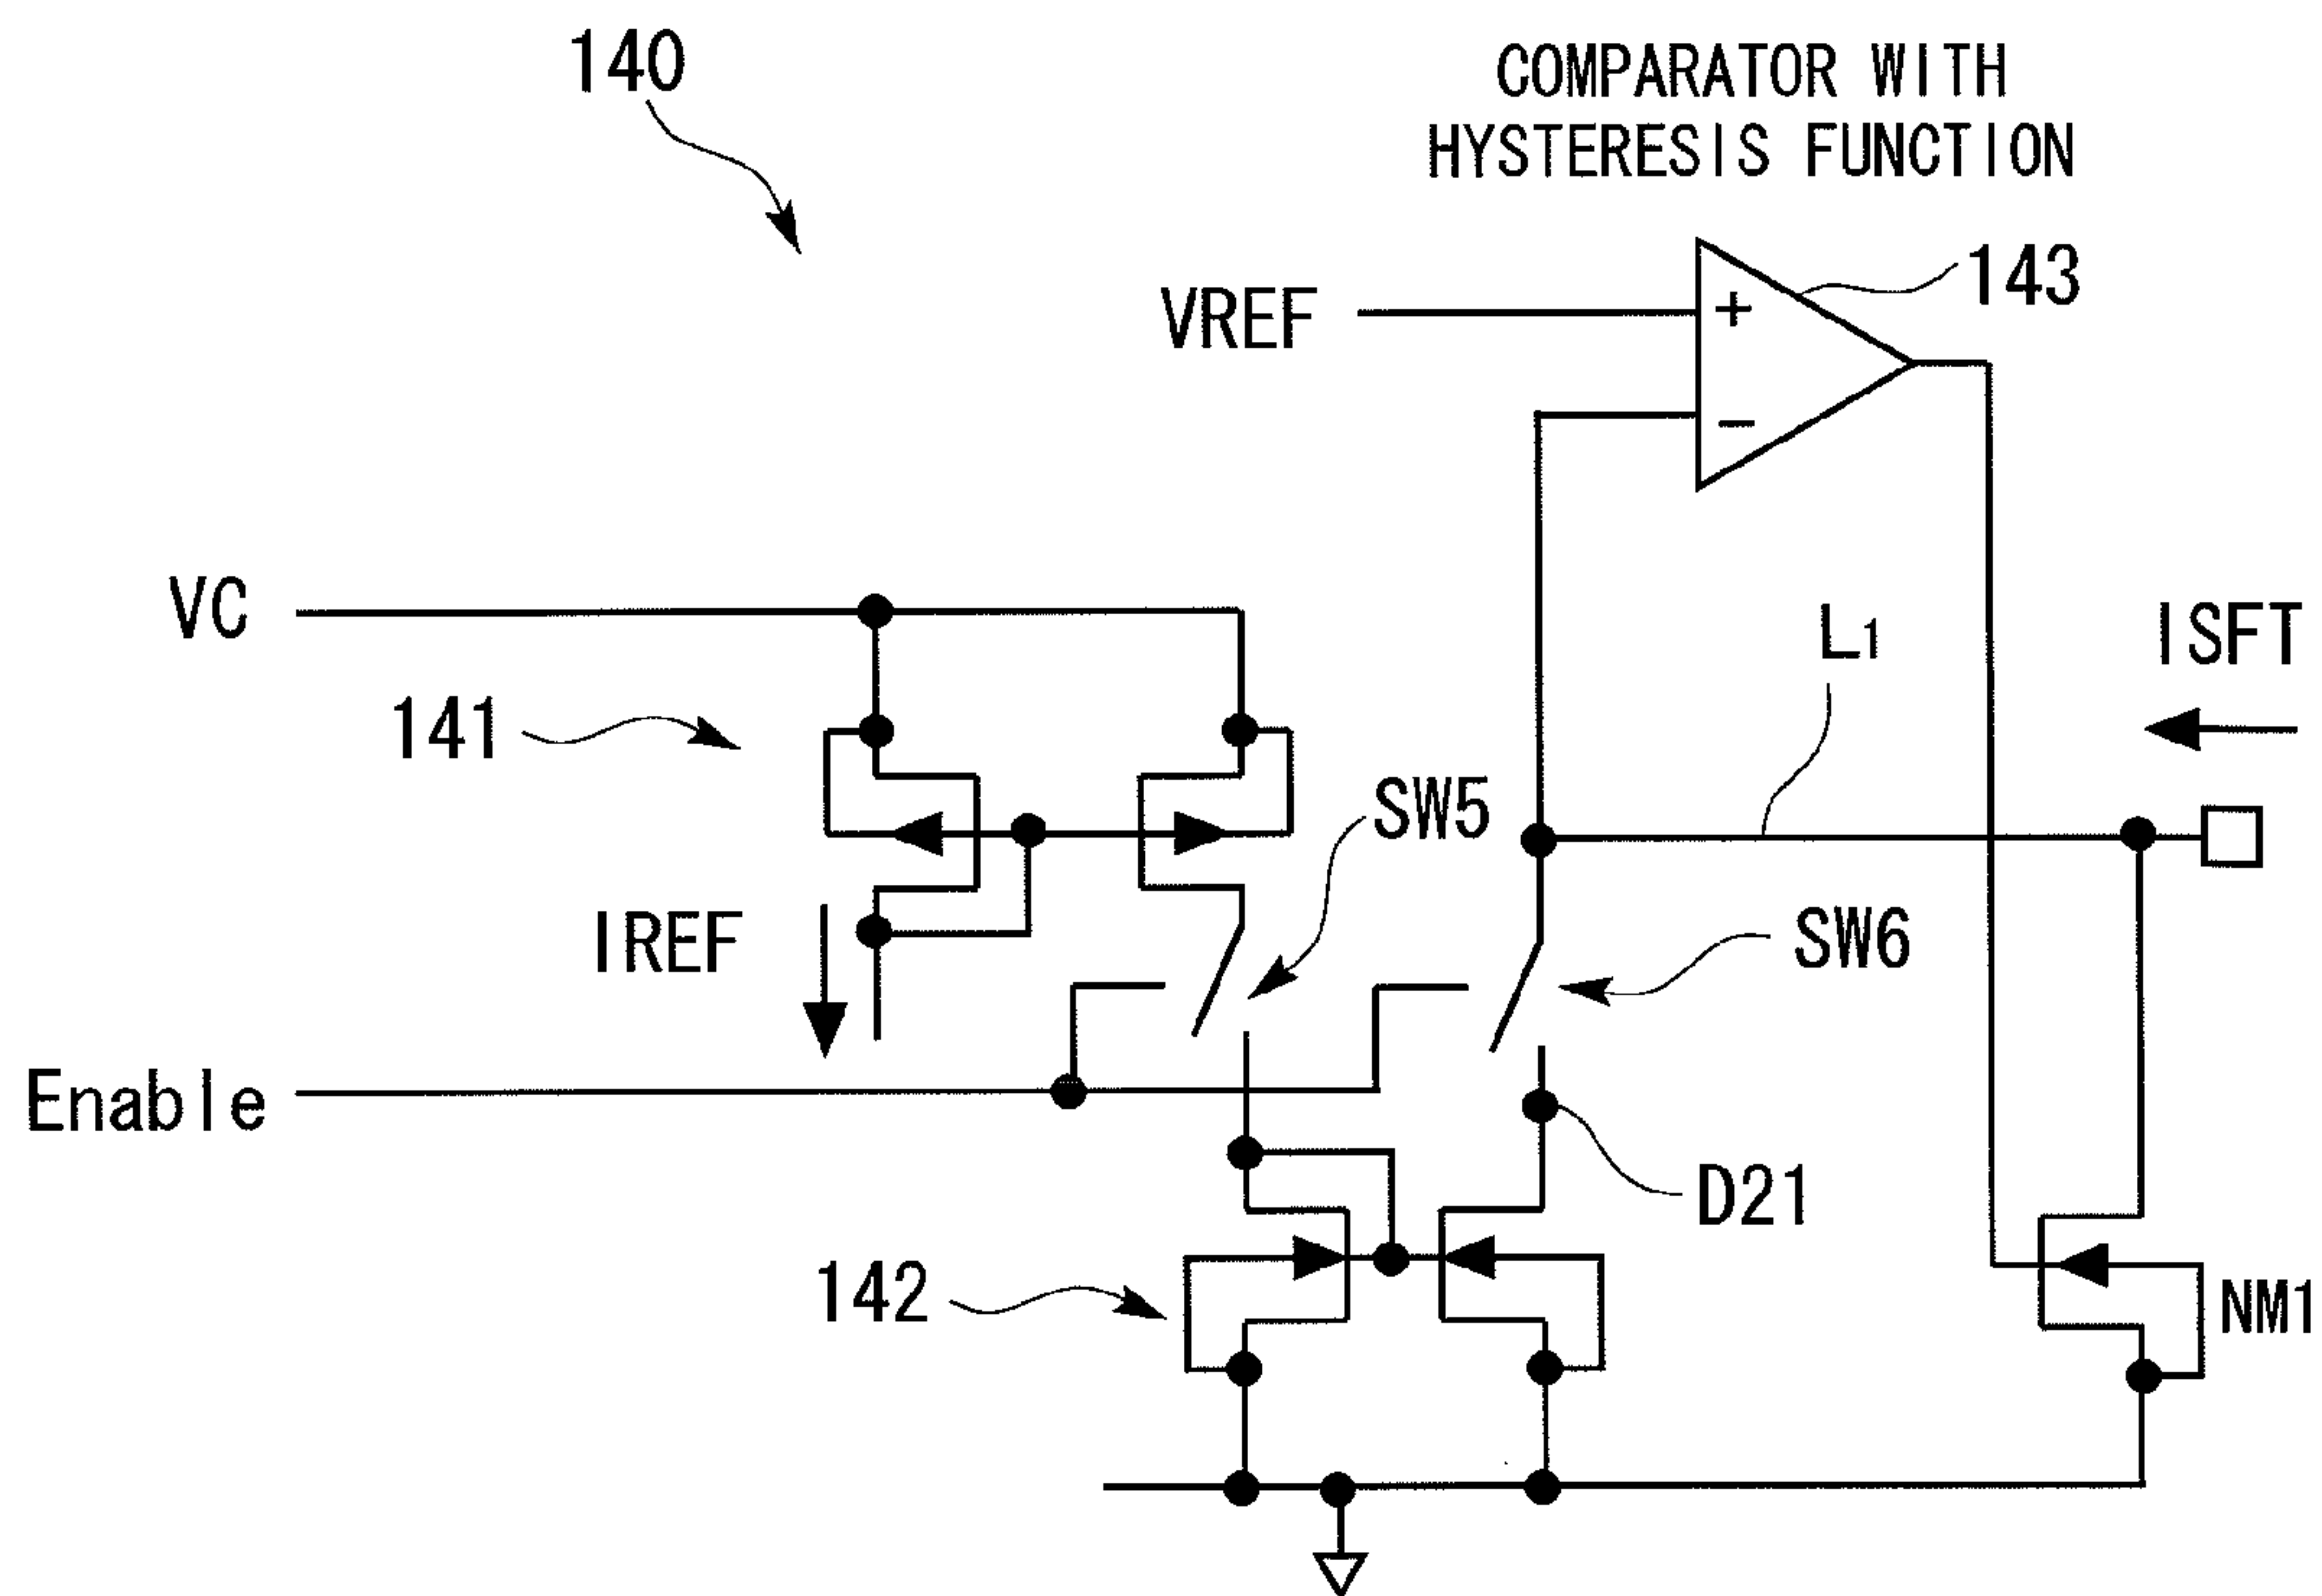 140
COMPARATOR WITH
HYSTERESIS FUNCTION
143
VREF
+
−
VC
L1
ISFT
141
SW5
IREF
SW6
Enable
D21
142
NM1